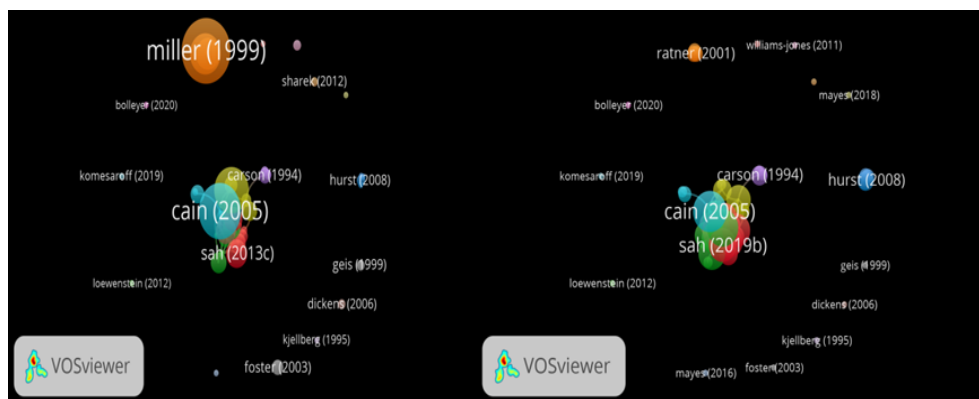 miller (1999)
sharek (2012)
bolleyer (2020)
komesaroff (2019)
carson (1994)
hurst (2008)
cain (2005)
sah (2013c)
geis (1999)
loewenstein (2012)
dickens (2006)
kjellberg (1995)
foster (2003)
VOSviewer
ratner (2001)
williams-jones (2011)
mayes (2018)
bolleyer (2020)
komesaroff (2019)
carson (1994)
hurst (2008)
cain (2005)
sah (2019b)
geis (1999)
loewenstein (2012)
dickens (2006)
kjellberg (1995)
foster (2003)
mayes (2016)
VOSviewer